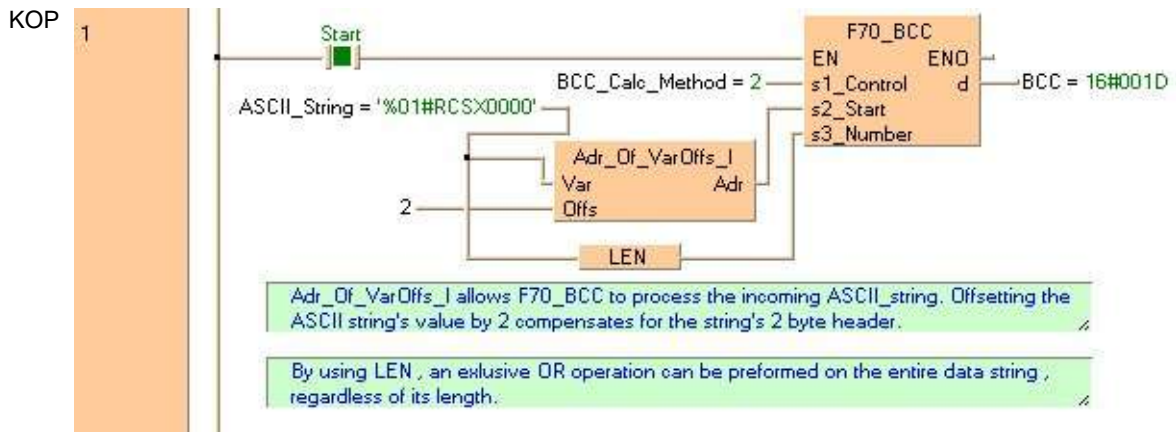 KOP
1
Start
F70_BCC
EN ENO
BCC_Calc_Method = 2
s1_Control d
BCC = 16#001D
ASCII_String = '%01#RCSX0000'
s2_Start
s3_Number
Adr_Of_VarOffs_I
Var Adr
2
Offs
LEN
Adr_Of_VarOffs_I allows F70_BCC to process the incoming ASCII_string. Offsetting the
ASCII string's value by 2 compensates for the string's 2 byte header.
By using LEN , an exlusive OR operation can be preformed on the entire data string ,
regardless of its length.